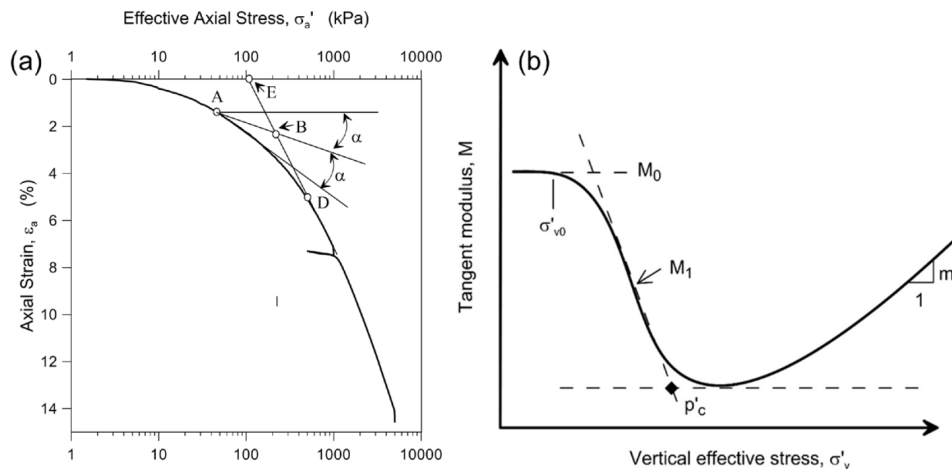 Effective Axial Stress, σₐ' (kPa)
(a)
1 10 100 1000 10000
0
2
4
6
8
10
12
14
Axial Strain, εₐ (%)
A
E
B
α
α
D
1 10 100 1000 10000
(b)
Tangent modulus, M
M₀
σ'ᵥ₀
M₁
m
1
p'c
Vertical effective stress, σ'ᵥ